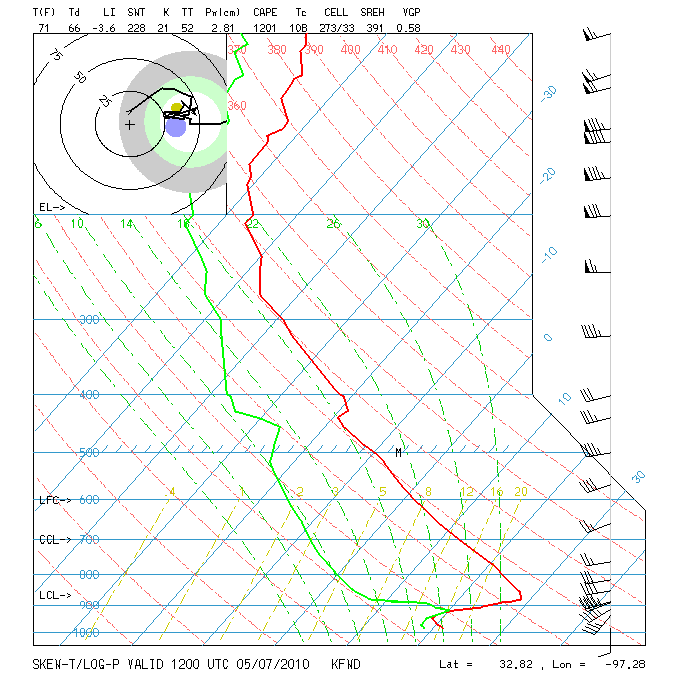 T(F) Td LI SWET K TT Pw(cm) CAPE Tc CELL SREH VGP
71 66 -3.6 228 21 52 2.81 1201 108 273/33 391 0.58
75 50 25
370 380 390 400 410 420 430 440
360
-30
-20
EL->
6 10 14 18 22 26 30
-10
300
0
400
10
M
500
30
4 1 2 5 8 12 16 20
LFC-> 600
CCL-> 700
800
LCL->
900
1000
SKEW-T/LOG-P VALID 1200 UTC 05/07/2010 KFWD Lat = 32.82 , Lon = -97.28